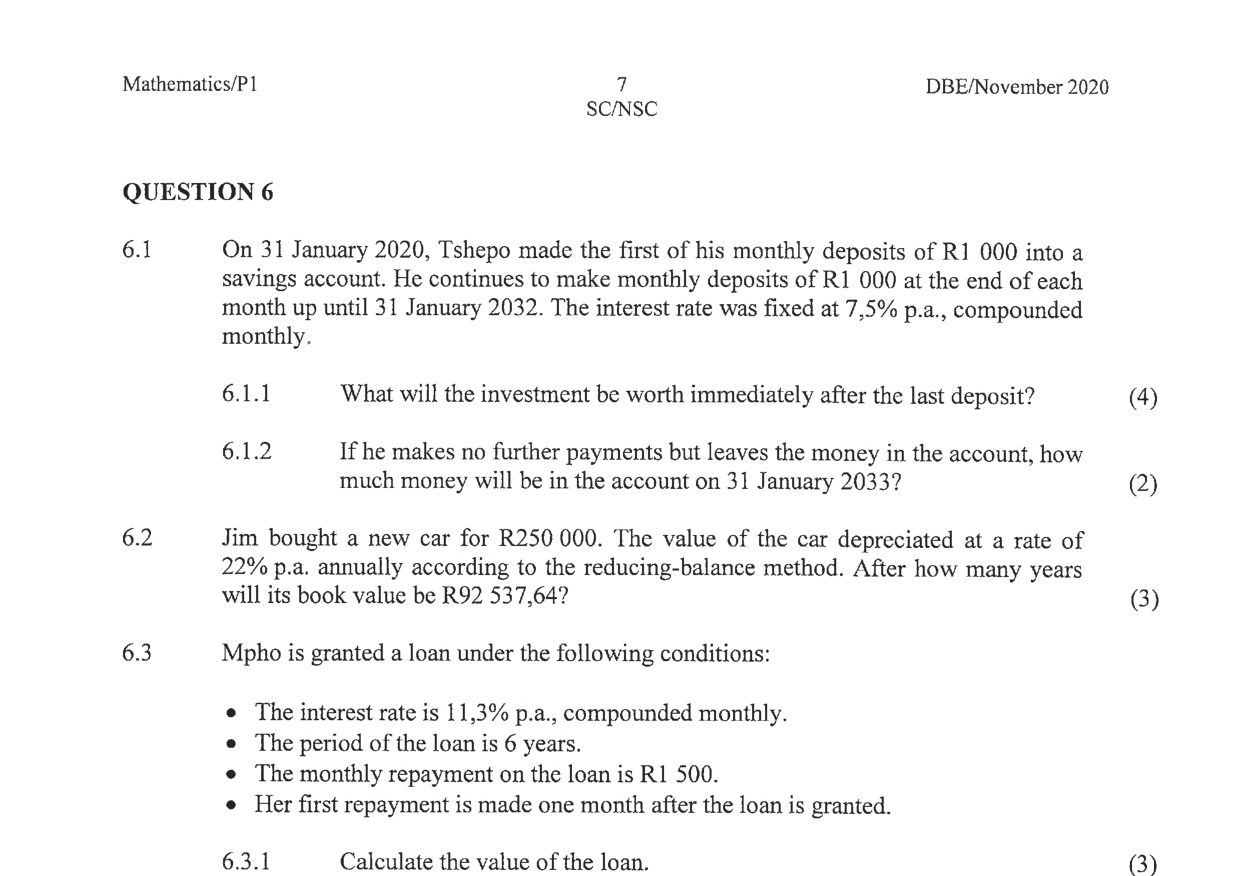 Mathematics/P1 7 DBE/November 2020
SC/NSC
QUESTION 6
6.1 On 31 January 2020, Tshepo made the first of his monthly deposits of R1 000 into a
savings account. He continues to make monthly deposits of R1 000 at the end of each
month up until 31 January 2032. The interest rate was fixed at 7,5% p.a., compounded
monthly.
6.1.1 What will the investment be worth immediately after the last deposit? (4)
6.1.2 If he makes no further payments but leaves the money in the account, how
much money will be in the account on 31 January 2033? (2)
6.2 Jim bought a new car for R250 000. The value of the car depreciated at a rate of
22% p.a. annually according to the reducing-balance method. After how many years
will its book value be R92 537,64? (3)
6.3 Mpho is granted a loan under the following conditions:
• The interest rate is 11,3% p.a., compounded monthly.
• The period of the loan is 6 years.
• The monthly repayment on the loan is R1 500.
• Her first repayment is made one month after the loan is granted.
6.3.1 Calculate the value of the loan. (3)